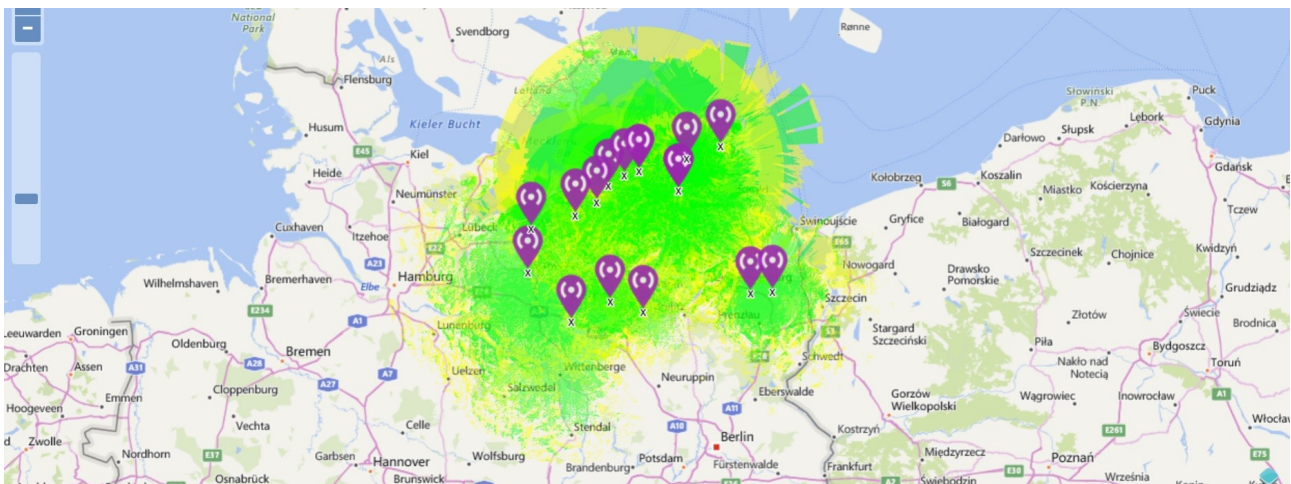 National
Park
Svendborg
Rønne
Als
Flensburg
Kieler Bucht
Husum
E45
Kiel
Heide
Neumünster
Słowiński
P.N.
Puck
Lębork
Gdynia
Słupsk
Darłowo
Gdańsk
Kołobrzeg
S6
Koszalin
Miastko
Kościerzyna
Tczew
Świnoujście
Gryfice
Białogard
Cuxhaven
Itzehoe
Lübeck
E22
E65
Szczecinek
Chojnice
Kwidzyn
A23
Hamburg
Elbe
Wilhelmshaven
Bremerhaven
E234
A1
Nowogard
Drawsko
Pomorskie
Grudziądz
Szczecin
Leeuwarden
Groningen
Oldenburg
Bremen
Lunenburg
Prenzlau
Stargard
Szczeciński
Złotów
Świecie
Brodnica
Drachten
Assen
A31
A28
A27
A7
Uelzen
Wittenberge
Schwedt
Piła
Bydgoszcz
Nakło nad
Notecią
Toruń
Cloppenburg
Emmen
Hoogeveen
Salzwedel
Neuruppin
Eberswalde
Gorzów
Wielkopolski
Wągrowiec
Inowrocław
A1
Vechta
Celle
Stendal
A11
A10
Berlin
Kostrzyń
E261
Włocław
Zwolle
Nordhorn
E37
Garbsen
Hannover
Wolfsburg
Brandenburg
Potsdam
Fürstenwalde
Frankfurt
Międzyrzecz
E30
Poznań
Września
E75
Osnabrück
Brunswick
A2
Świebodzin